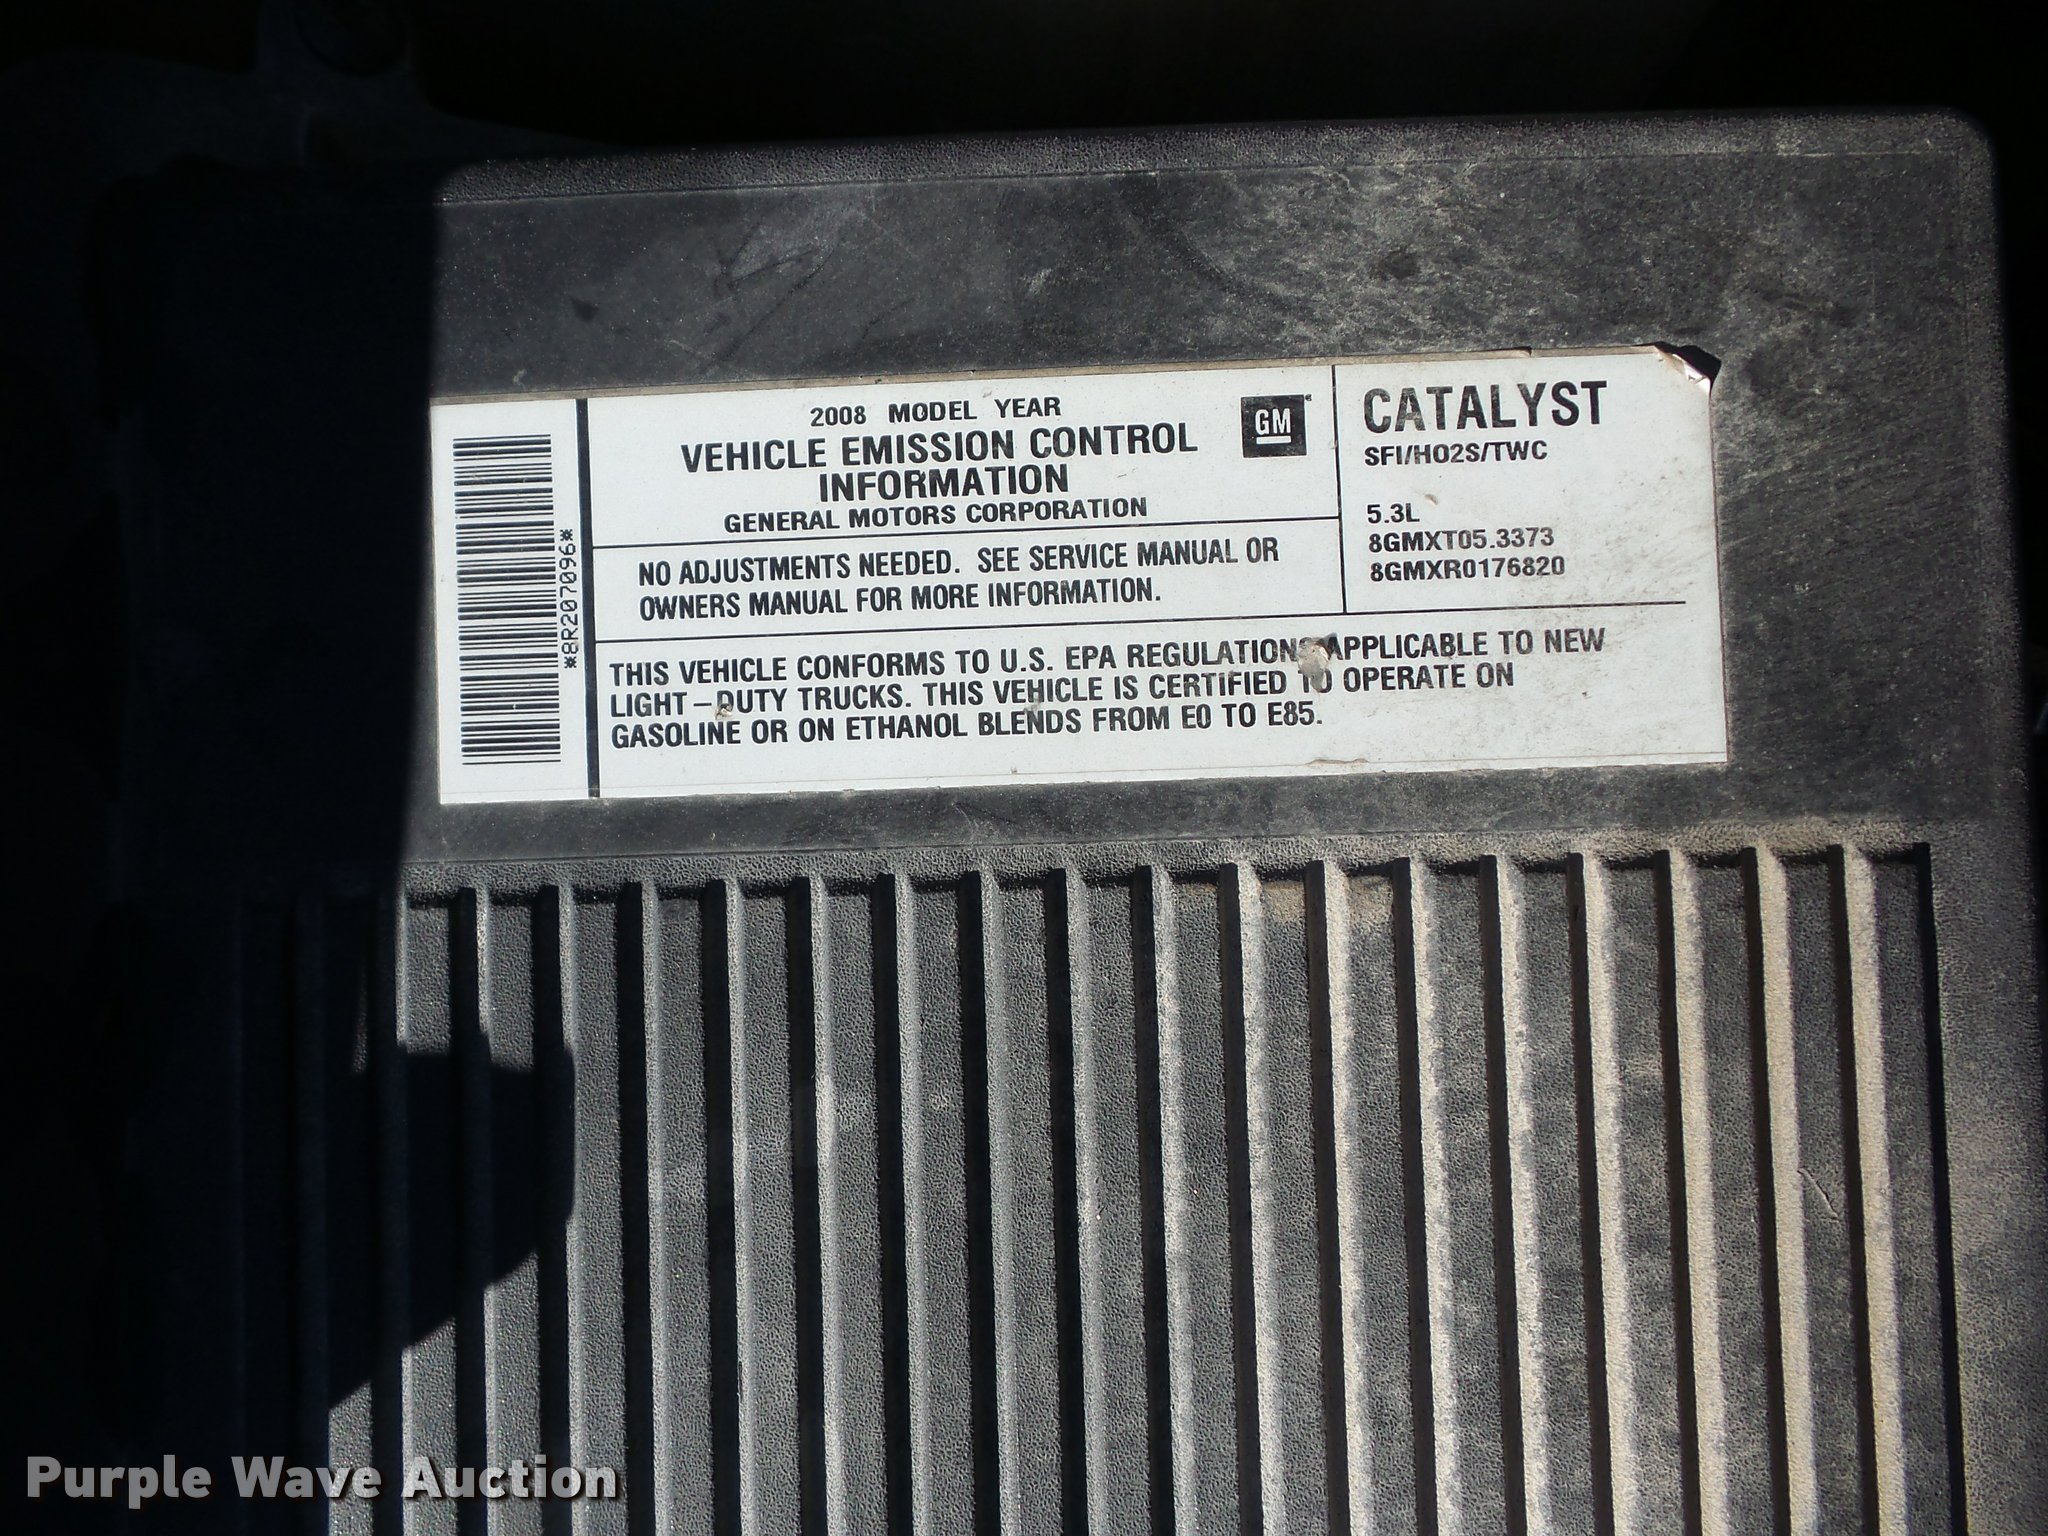 2008 MODEL YEAR
VEHICLE EMISSION CONTROL
INFORMATION
GENERAL MOTORS CORPORATION
GM
NO ADJUSTMENTS NEEDED. SEE SERVICE MANUAL OR
OWNERS MANUAL FOR MORE INFORMATION.
CATALYST
SFI/HO2S/TWC
5.3L
8GMXT05.3373
8GMXR0176820
THIS VEHICLE CONFORMS TO U.S. EPA REGULATIONS APPLICABLE TO NEW
LIGHT-DUTY TRUCKS. THIS VEHICLE IS CERTIFIED TO OPERATE ON
GASOLINE OR ON ETHANOL BLENDS FROM E0 TO E85.
*8R207096*
Purple Wave Auction